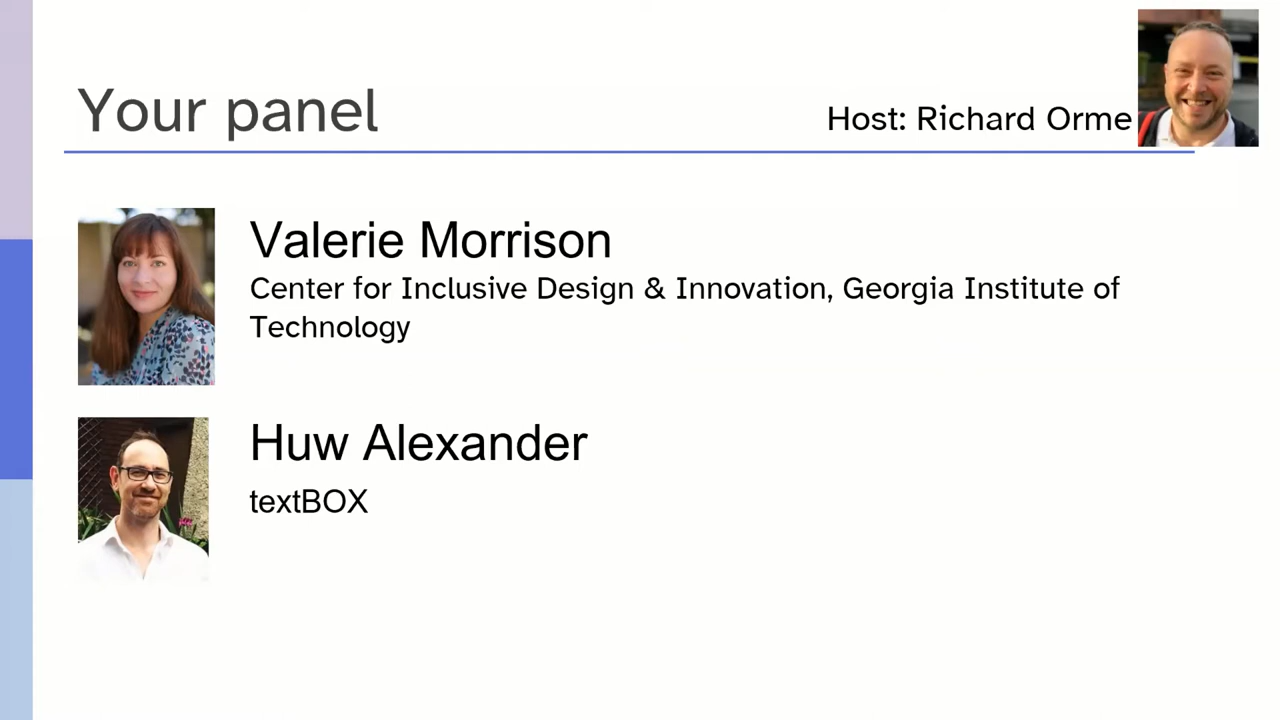 Your panel
Host: Richard Orme
Valerie Morrison
Center for Inclusive Design & Innovation, Georgia Institute of
Technology
Huw Alexander
textBOX